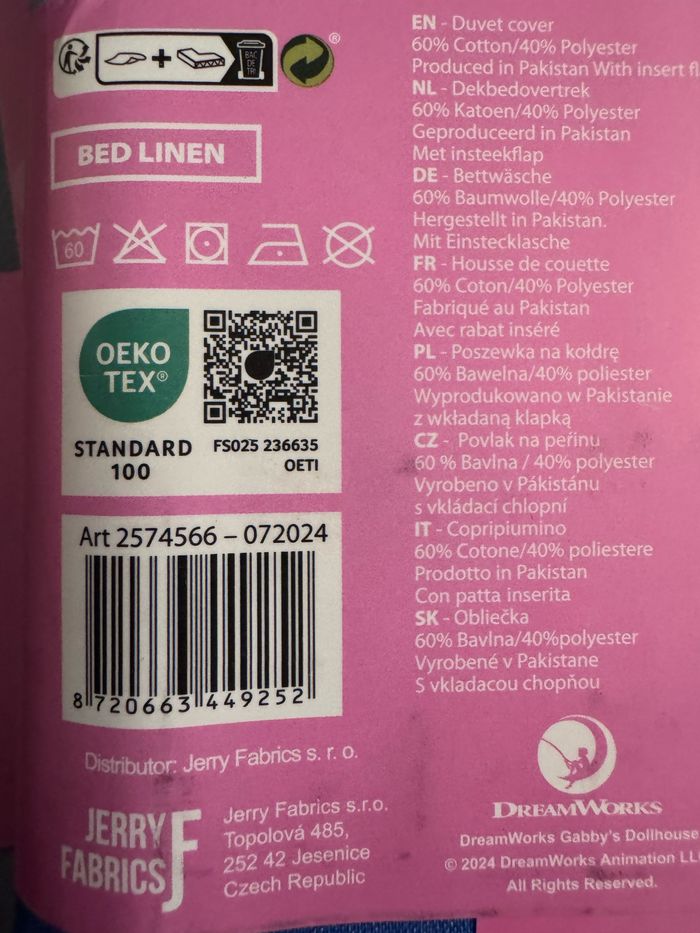 BAC
DE
TRI
®
BED LINEN
60
OEKO
TEX®
STANDARD
100
FS025 236635
OETI
Art 2574566 – 072024
8 720663 449252
Distributor: Jerry Fabrics s. r. o.
JERRY
FABRICS
JF
Jerry Fabrics s.r.o.
Topolová 485,
252 42 Jesenice
Czech Republic
EN - Duvet cover
60% Cotton/40% Polyester
Produced in Pakistan With insert fl
NL - Dekbedovertrek
60% Katoen/40% Polyester
Geproduceerd in Pakistan
Met insteekflap
DE - Bettwäsche
60% Baumwolle/40% Polyester
Hergestellt in Pakistan.
Mit Einstecklasche
FR - Housse de couette
60% Coton/40% Polyester
Fabriqué au Pakistan
Avec rabat inséré
PL - Poszewka na kołdrę
60% Bawelna/40% poliester
Wyprodukowano w Pakistanie
z wkładaną klapką
CZ - Povlak na peřinu
60 % Bavlna / 40% polyester
Vyrobeno v Pákistánu
s vkládací chlopní
IT - Copripiumino
60% Cotone/40% poliestere
Prodotto in Pakistan
Con patta inserita
SK - Obliečka
60% Bavlna/40%polyester
Vyrobené v Pakistane
S vkladacou chopňou
DREAMWORKS
DreamWorks Gabby's Dollhouse
© 2024 DreamWorks Animation LL
All Rights Reserved.